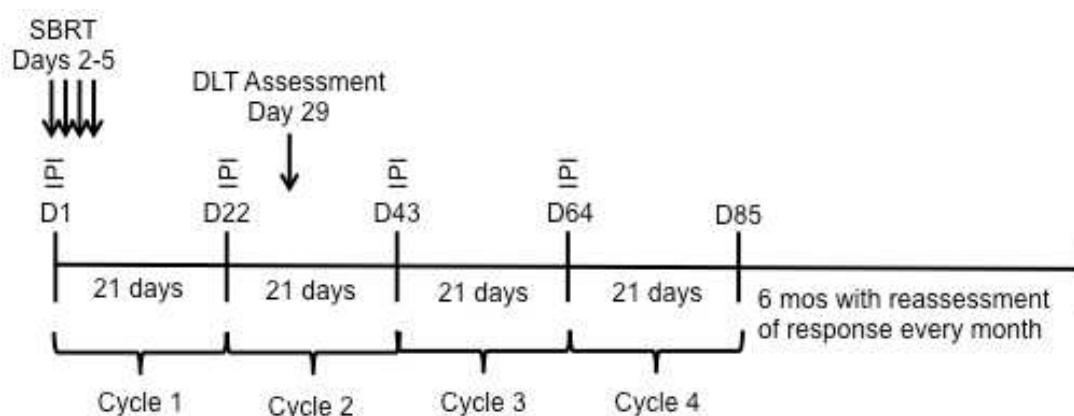 SBRT
Days 2-5
DLT Assessment
Day 29
IPI
IPI
IPI
IPI
D1
D22
D43
D64
D85
21 days
21 days
21 days
21 days
6 mos with reassessment
of response every month
Cycle 1
Cycle 2
Cycle 3
Cycle 4